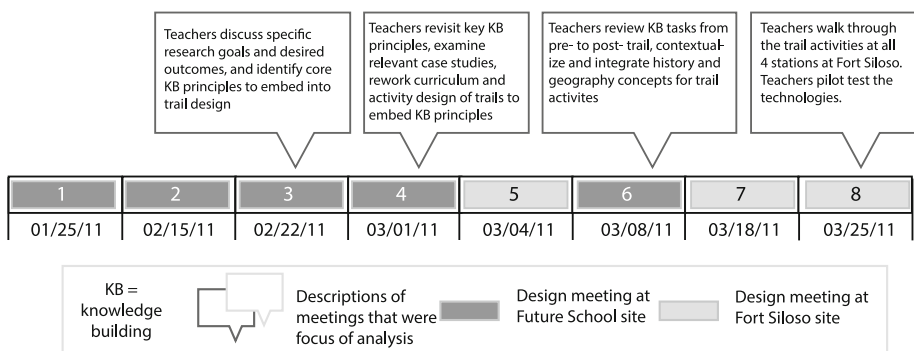 Teachers discuss specific
research goals and desired
outcomes, and identify core
KB principles to embed into
trail design
Teachers revisit key KB
principles, examine
relevant case studies,
rework curriculum and
activity design of trails to
embed KB principles
Teachers review KB tasks from
pre- to post- trail, contextual-
ize and integrate history and
geography concepts for trail
activites
Teachers walk through
the trail activities at all
4 stations at Fort Siloso.
Teachers pilot test the
technologies.
1 2 3 4 5 6 7 8
01/25/11 02/15/11 02/22/11 03/01/11 03/04/11 03/08/11 03/18/11 03/25/11
KB =
knowledge
building
Descriptions of
meetings that were
focus of analysis
Design meeting at
Future School site
Design meeting at
Fort Siloso site